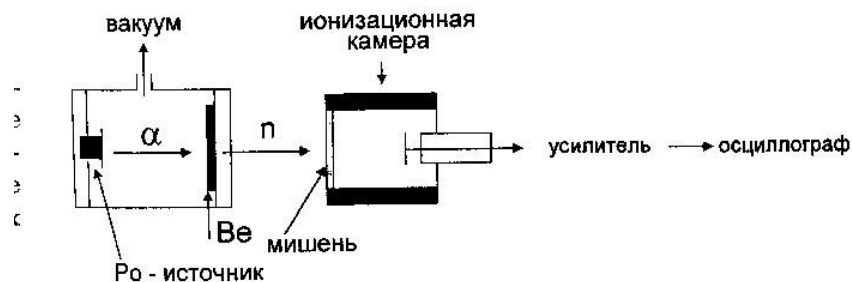 вакуум
ионизационная
камера
α
n
усилитель
осциллограф
Be
мишень
Po - источник